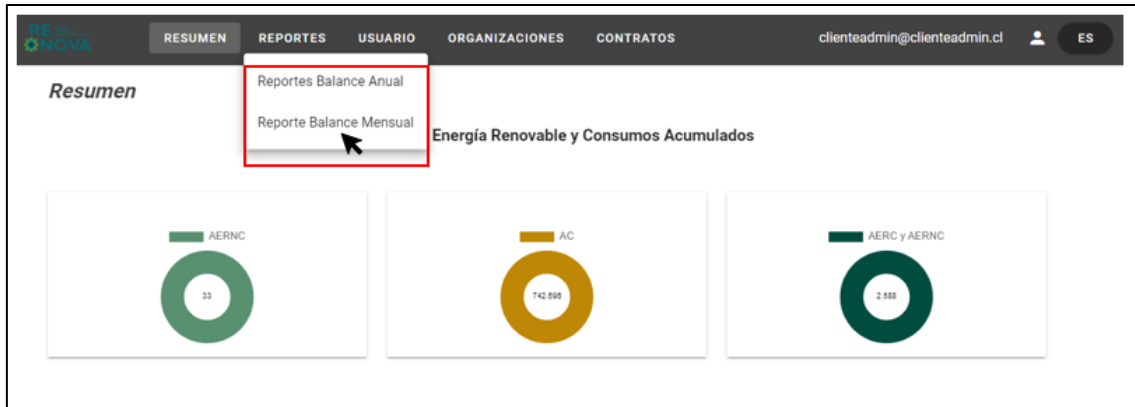 RE
NOVA
RESUMEN
REPORTES
USUARIO
ORGANIZACIONES
CONTRATOS
clienteadmin@clienteadmin.cl
ES
Resumen
Reportes Balance Anual
Reporte Balance Mensual
Energía Renovable y Consumos Acumulados
AERNC
33
AC
742.696
AERC y AERNC
2.588